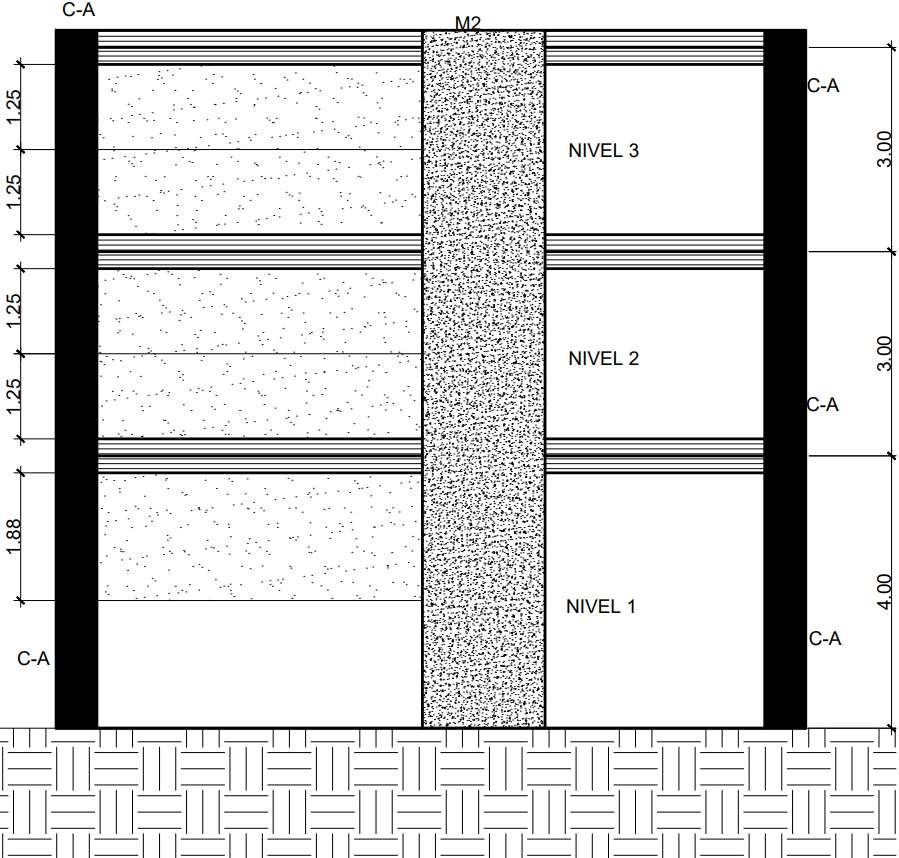 C-A
M2
C-A
1.25
NIVEL 3
3.00
1.25
1.25
NIVEL 2
3.00
1.25
C-A
1.88
NIVEL 1
4.00
C-A
C-A